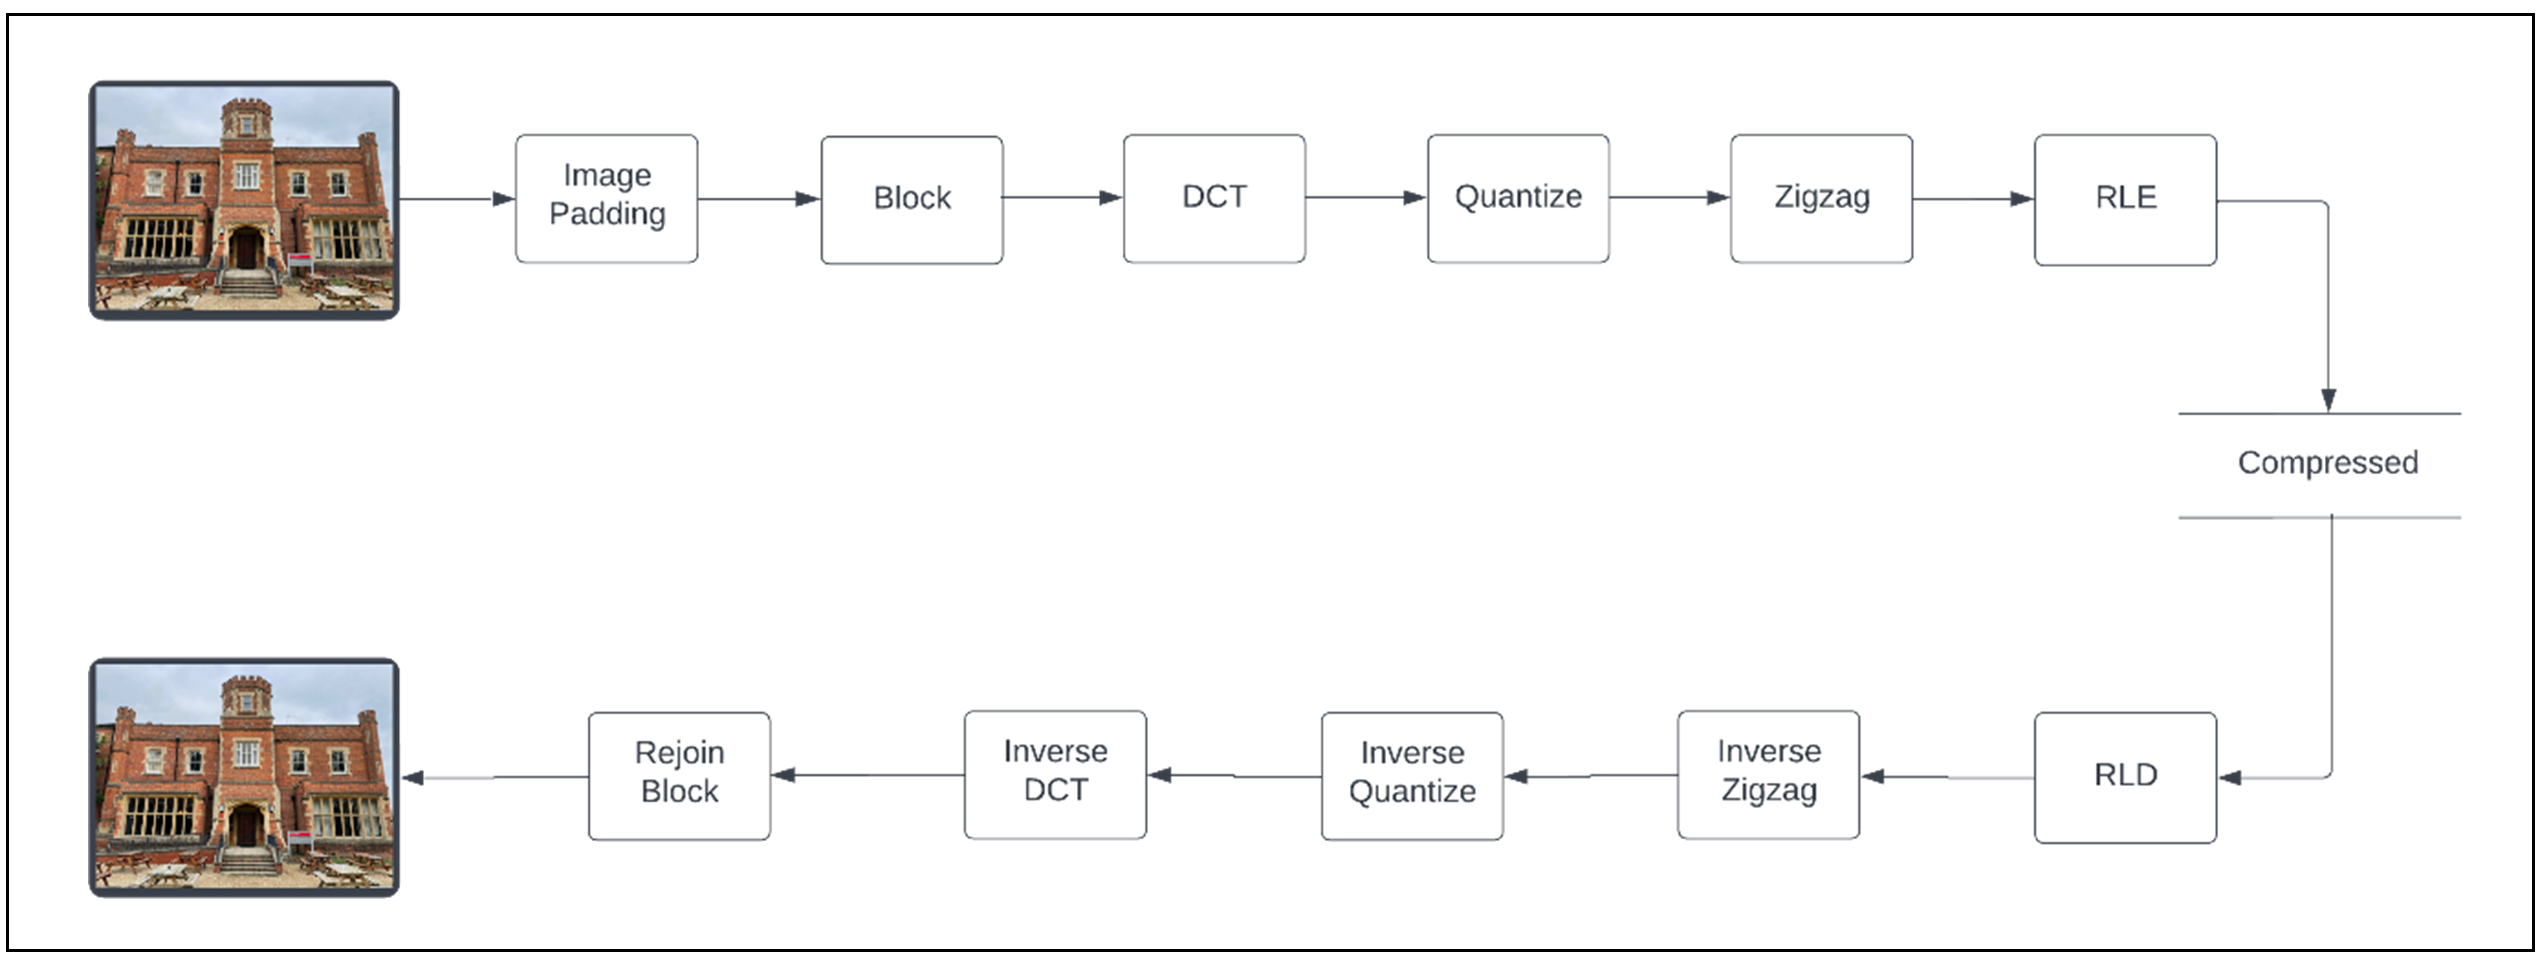 Image
Padding
Block
DCT
Quantize
Zigzag
RLE
Compressed
Rejoin
Block
Inverse
DCT
Inverse
Quantize
Inverse
Zigzag
RLD